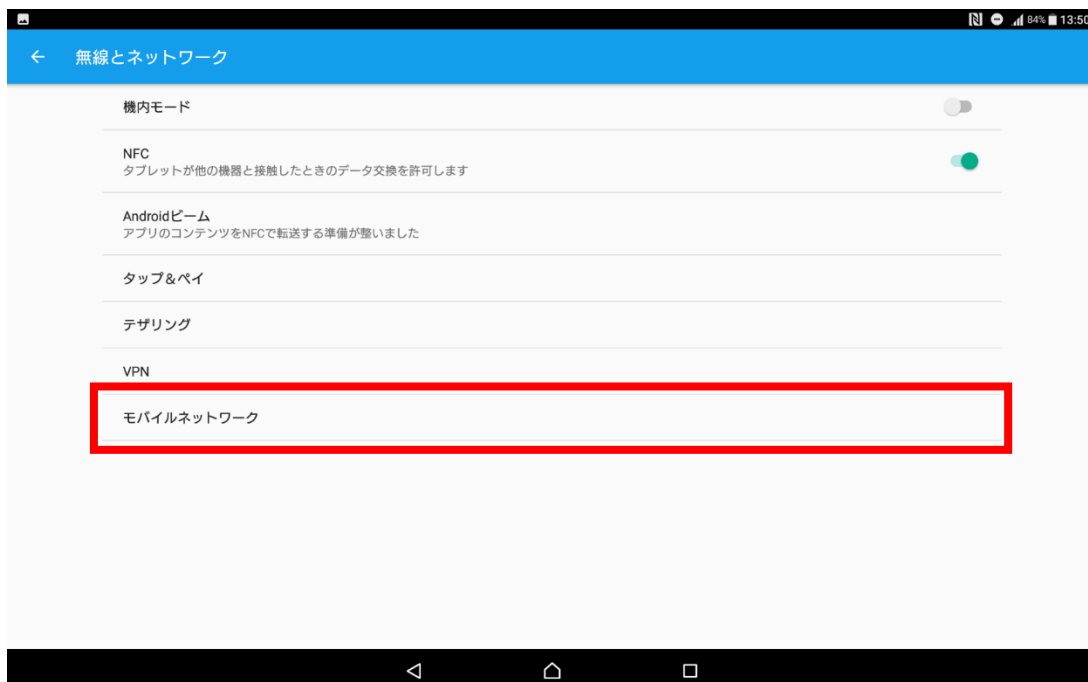 84% 13:50
無線とネットワーク
機内モード
NFC
タブレットが他の機器と接触したときのデータ交換を許可します
Androidビーム
アプリのコンテンツをNFCで転送する準備が整いました
タップ&ペイ
テザリング
VPN
モバイルネットワーク